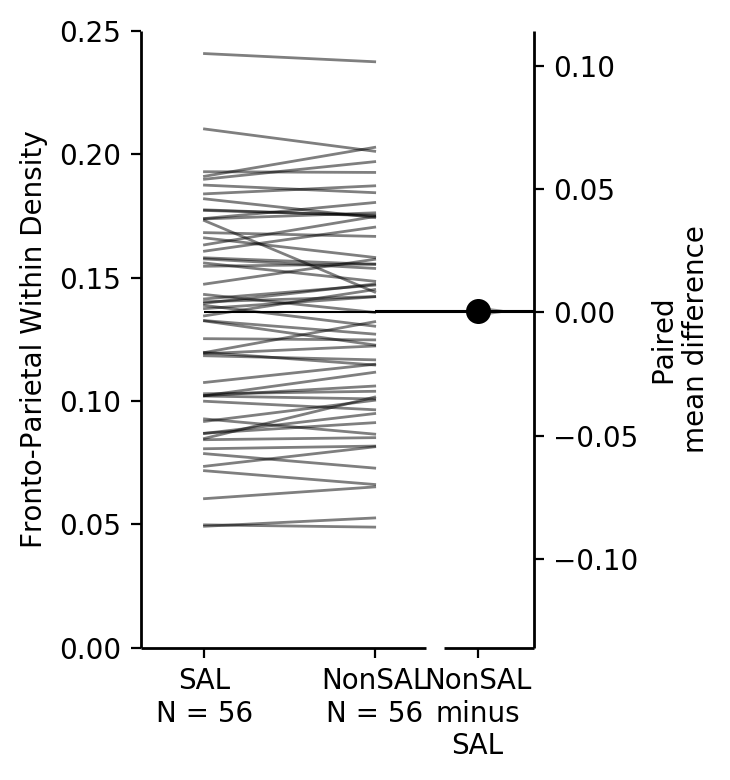 Fronto-Parietal Within Density
0.25
0.20
0.15
0.10
0.05
0.00
SAL
N = 56
NonSAL
N = 56
NonSAL
minus
SAL
0.10
0.05
0.00
−0.05
−0.10
Paired
mean difference